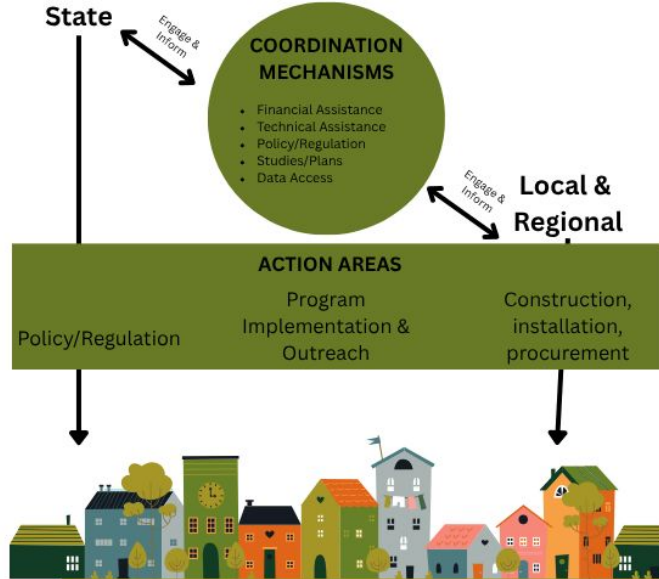 State
Engage &
Inform
COORDINATION
MECHANISMS
• Financial Assistance
• Technical Assistance
• Policy/Regulation
• Studies/Plans
• Data Access
Engage &
Inform
Local &
Regional
ACTION AREAS
Policy/Regulation
Program
Implementation &
Outreach
Construction,
installation,
procurement